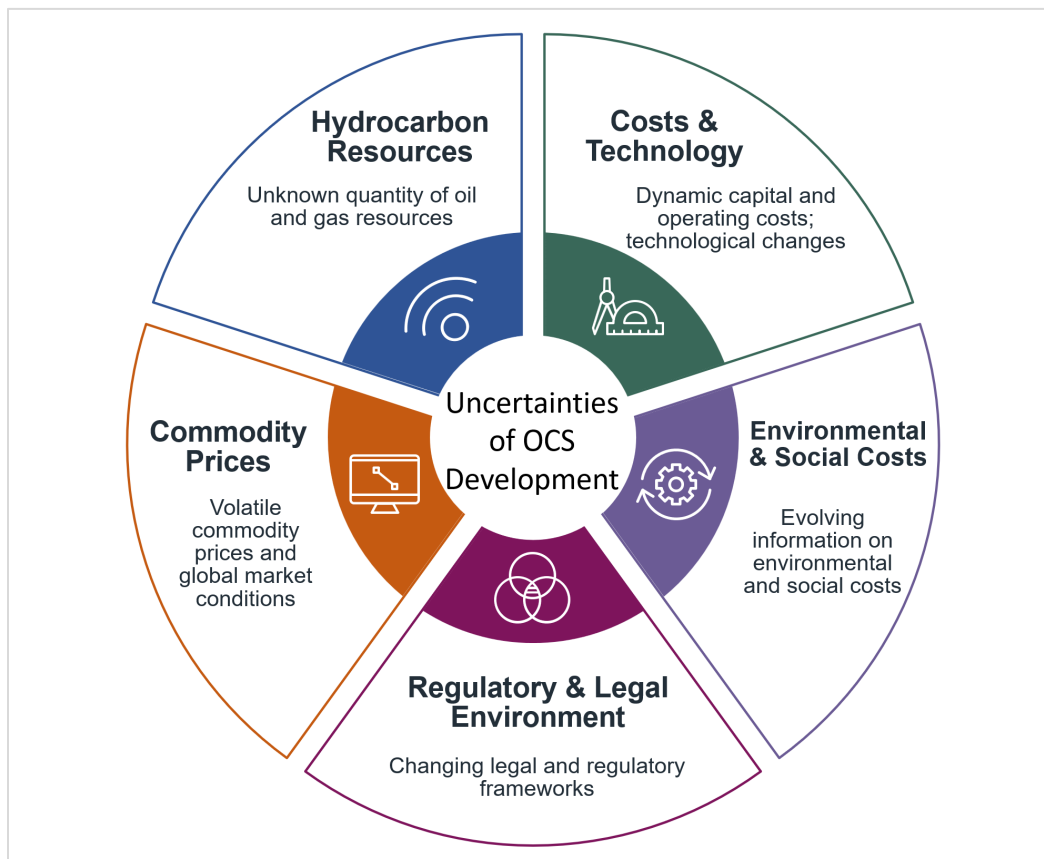 Hydrocarbon
Resources
Unknown quantity of oil
and gas resources
Costs &
Technology
Dynamic capital and
operating costs;
technological changes
Uncertainties
of OCS
Development
Commodity
Prices
Volatile
commodity
prices and
global market
conditions
Environmental
& Social Costs
Evolving
information on
environmental
and social costs
Regulatory & Legal
Environment
Changing legal and regulatory
frameworks